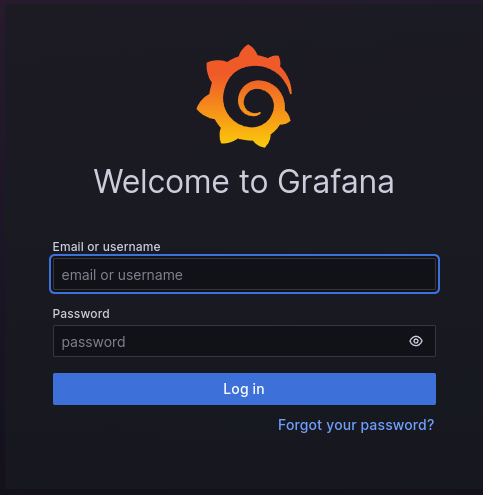 Welcome to Grafana
Email or username
email or username
Password
password
Log in
Forgot your password?